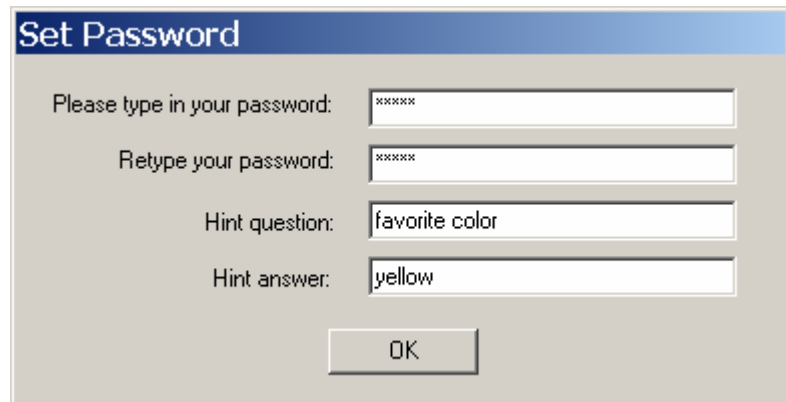 Set Password
Please type in your password: *****
Retype your password: *****
Hint question: favorite color
Hint answer: yellow
OK